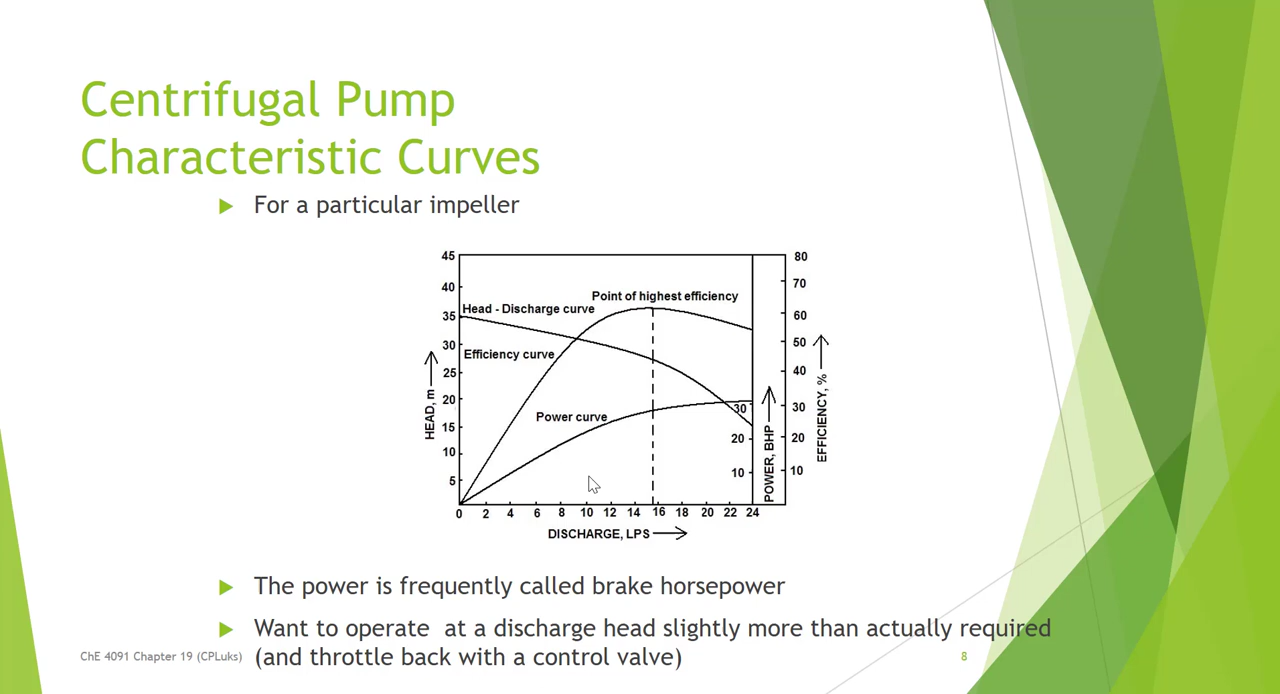 Centrifugal Pump
Characteristic Curves
For a particular impeller
45
40
35
30
25
20
15
10
5
HEAD, m
Head - Discharge curve
Point of highest efficiency
Efficiency curve
Power curve
30
20
10
POWER, BHP
80
70
60
50
40
30
20
10
EFFICIENCY, %
0 2 4 6 8 10 12 14 16 18 20 22 24
DISCHARGE, LPS
The power is frequently called brake horsepower
Want to operate at a discharge head slightly more than actually required
(and throttle back with a control valve)
ChE 4091 Chapter 19 (CPLuks)
8